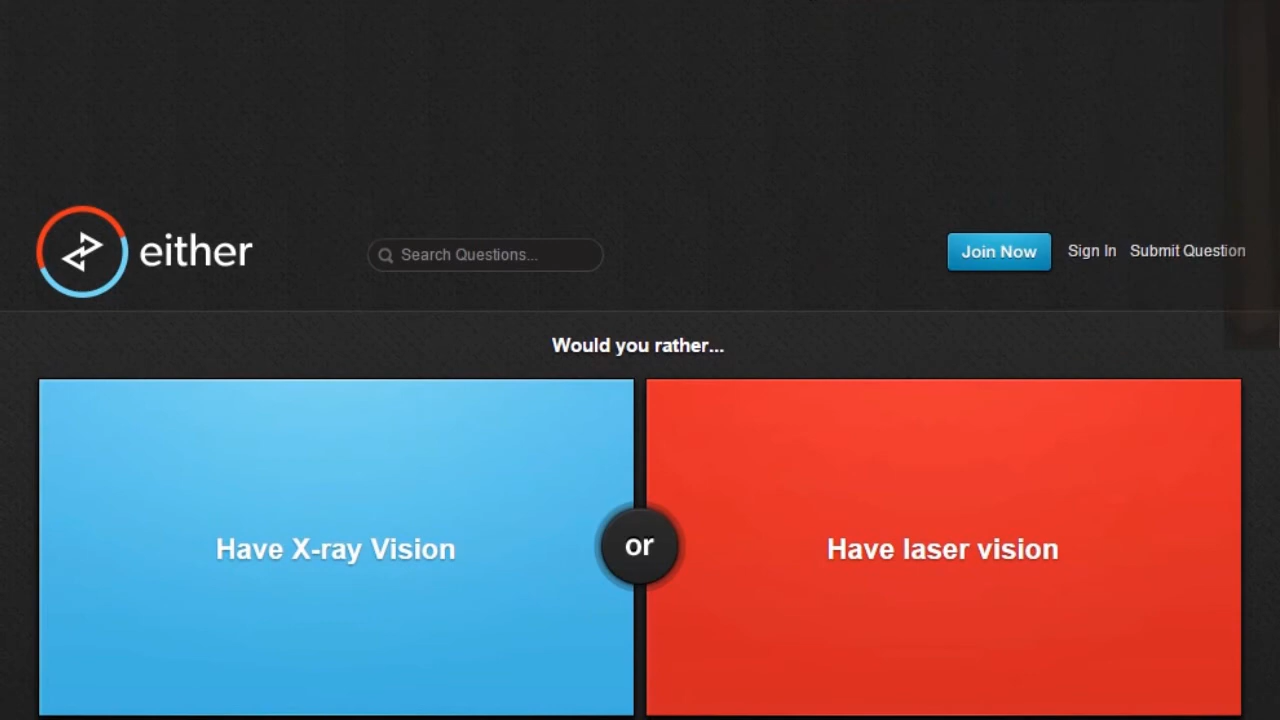 either
Search Questions...
Join Now
Sign In
Submit Question
Would you rather...
Have X-ray Vision
or
Have laser vision